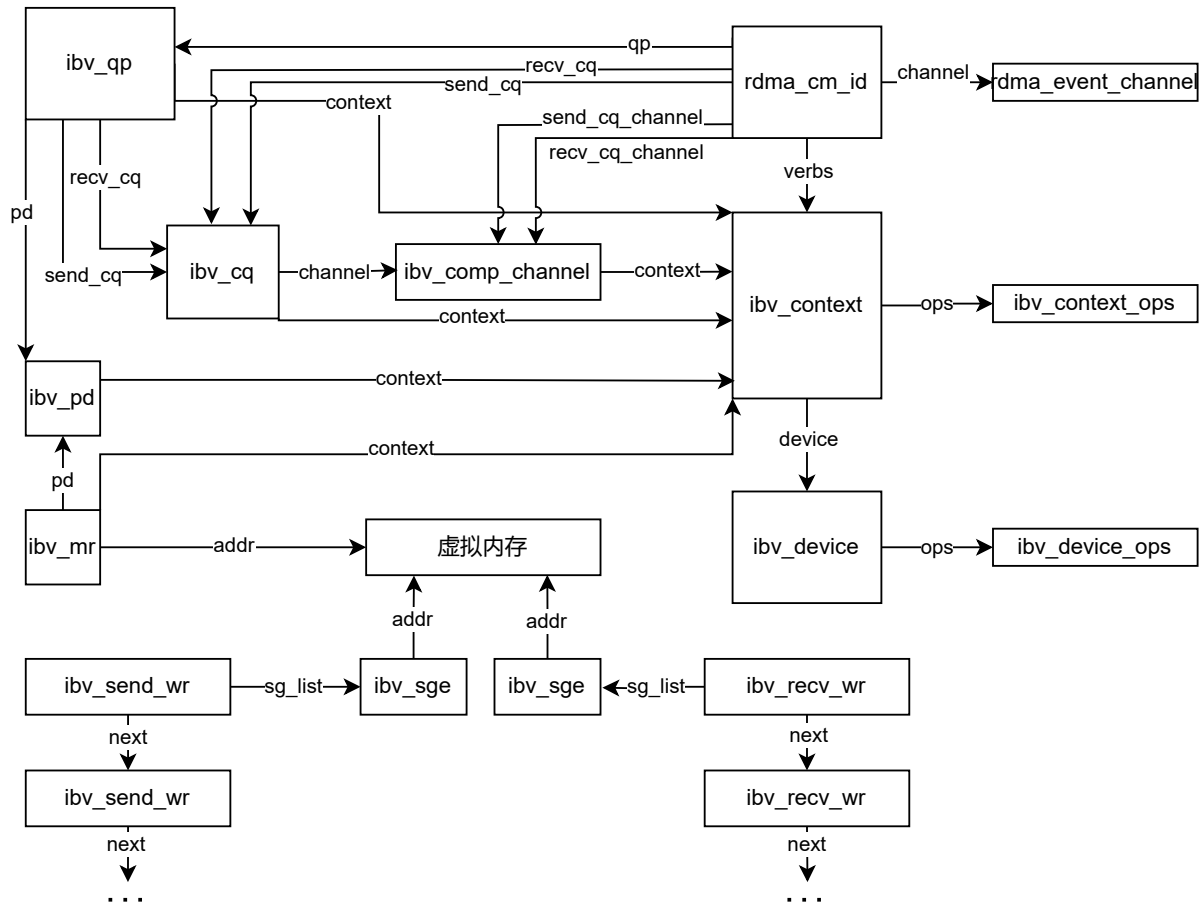 ibv_qp
qp
rdma_cm_id
channel
rdma_event_channel
recv_cq
send_cq
context
send_cq_channel
recv_cq_channel
verbs
recv_cq
pd
send_cq
ibv_cq
channel
ibv_comp_channel
context
ibv_context
ops
ibv_context_ops
context
ibv_pd
context
device
context
pd
ibv_mr
addr
虚拟内存
ibv_device
ops
ibv_device_ops
addr
addr
ibv_send_wr
sg_list
ibv_sge
ibv_sge
sg_list
ibv_recv_wr
next
next
ibv_send_wr
ibv_recv_wr
next
next
...
...